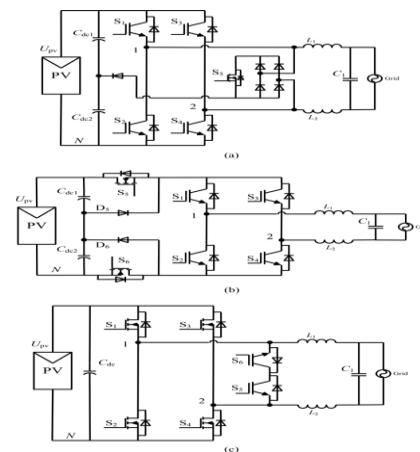 S1 S3
Upv
Cdc1
1
PV
S5
L1
C1
Grid
2
Cdc2
S2 S4
L2
N
(a)
Upv
S5
Cdc1
S1 S3
D5
1
PV
L1
C1
D6
2
Cdc2
S6
S2 S4
L2
N
(b)
Upv
S1 S3
1
L1
S6
PV
Cdc
C1
Grid
S5
2
S2 S4
L2
N
(c)